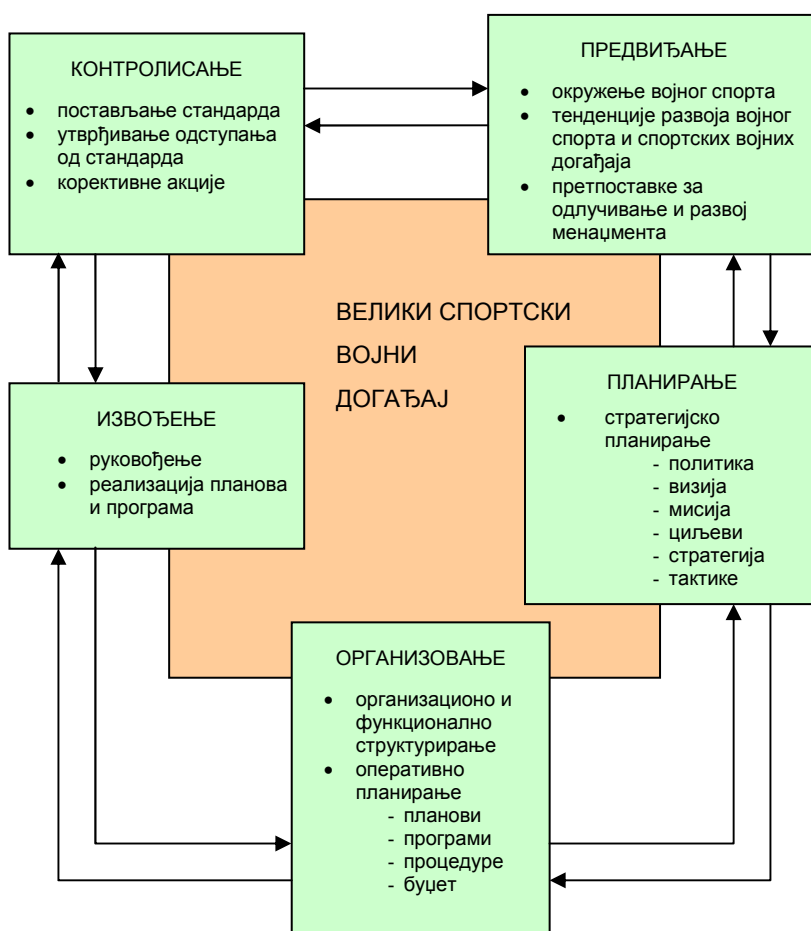 КОНТРОЛИСАЊЕ
• постављање стандарда
• утврђивање одступања
од стандарда
• корективне акције
ПРЕДВИЂАЊЕ
• окружење војног спорта
• тенденције развоја војног
спорта и спортских војних
догађаја
• претпоставке за
одлучивање и развој
менаџмента
ВЕЛИКИ СПОРТСКИ
ВОЈНИ
ДОГАЂАЈ
ИЗВОЂЕЊЕ
• руковођење
• реализација планова
и програма
ПЛАНИРАЊЕ
• стратегијско
планирање
- политика
- визија
- мисија
- циљеви
- стратегија
- тактике
ОРГАНИЗОВАЊЕ
• организационо и
функционално
структурирање
• оперативно
планирање
- планови
- програми
- процедуре
- буџет